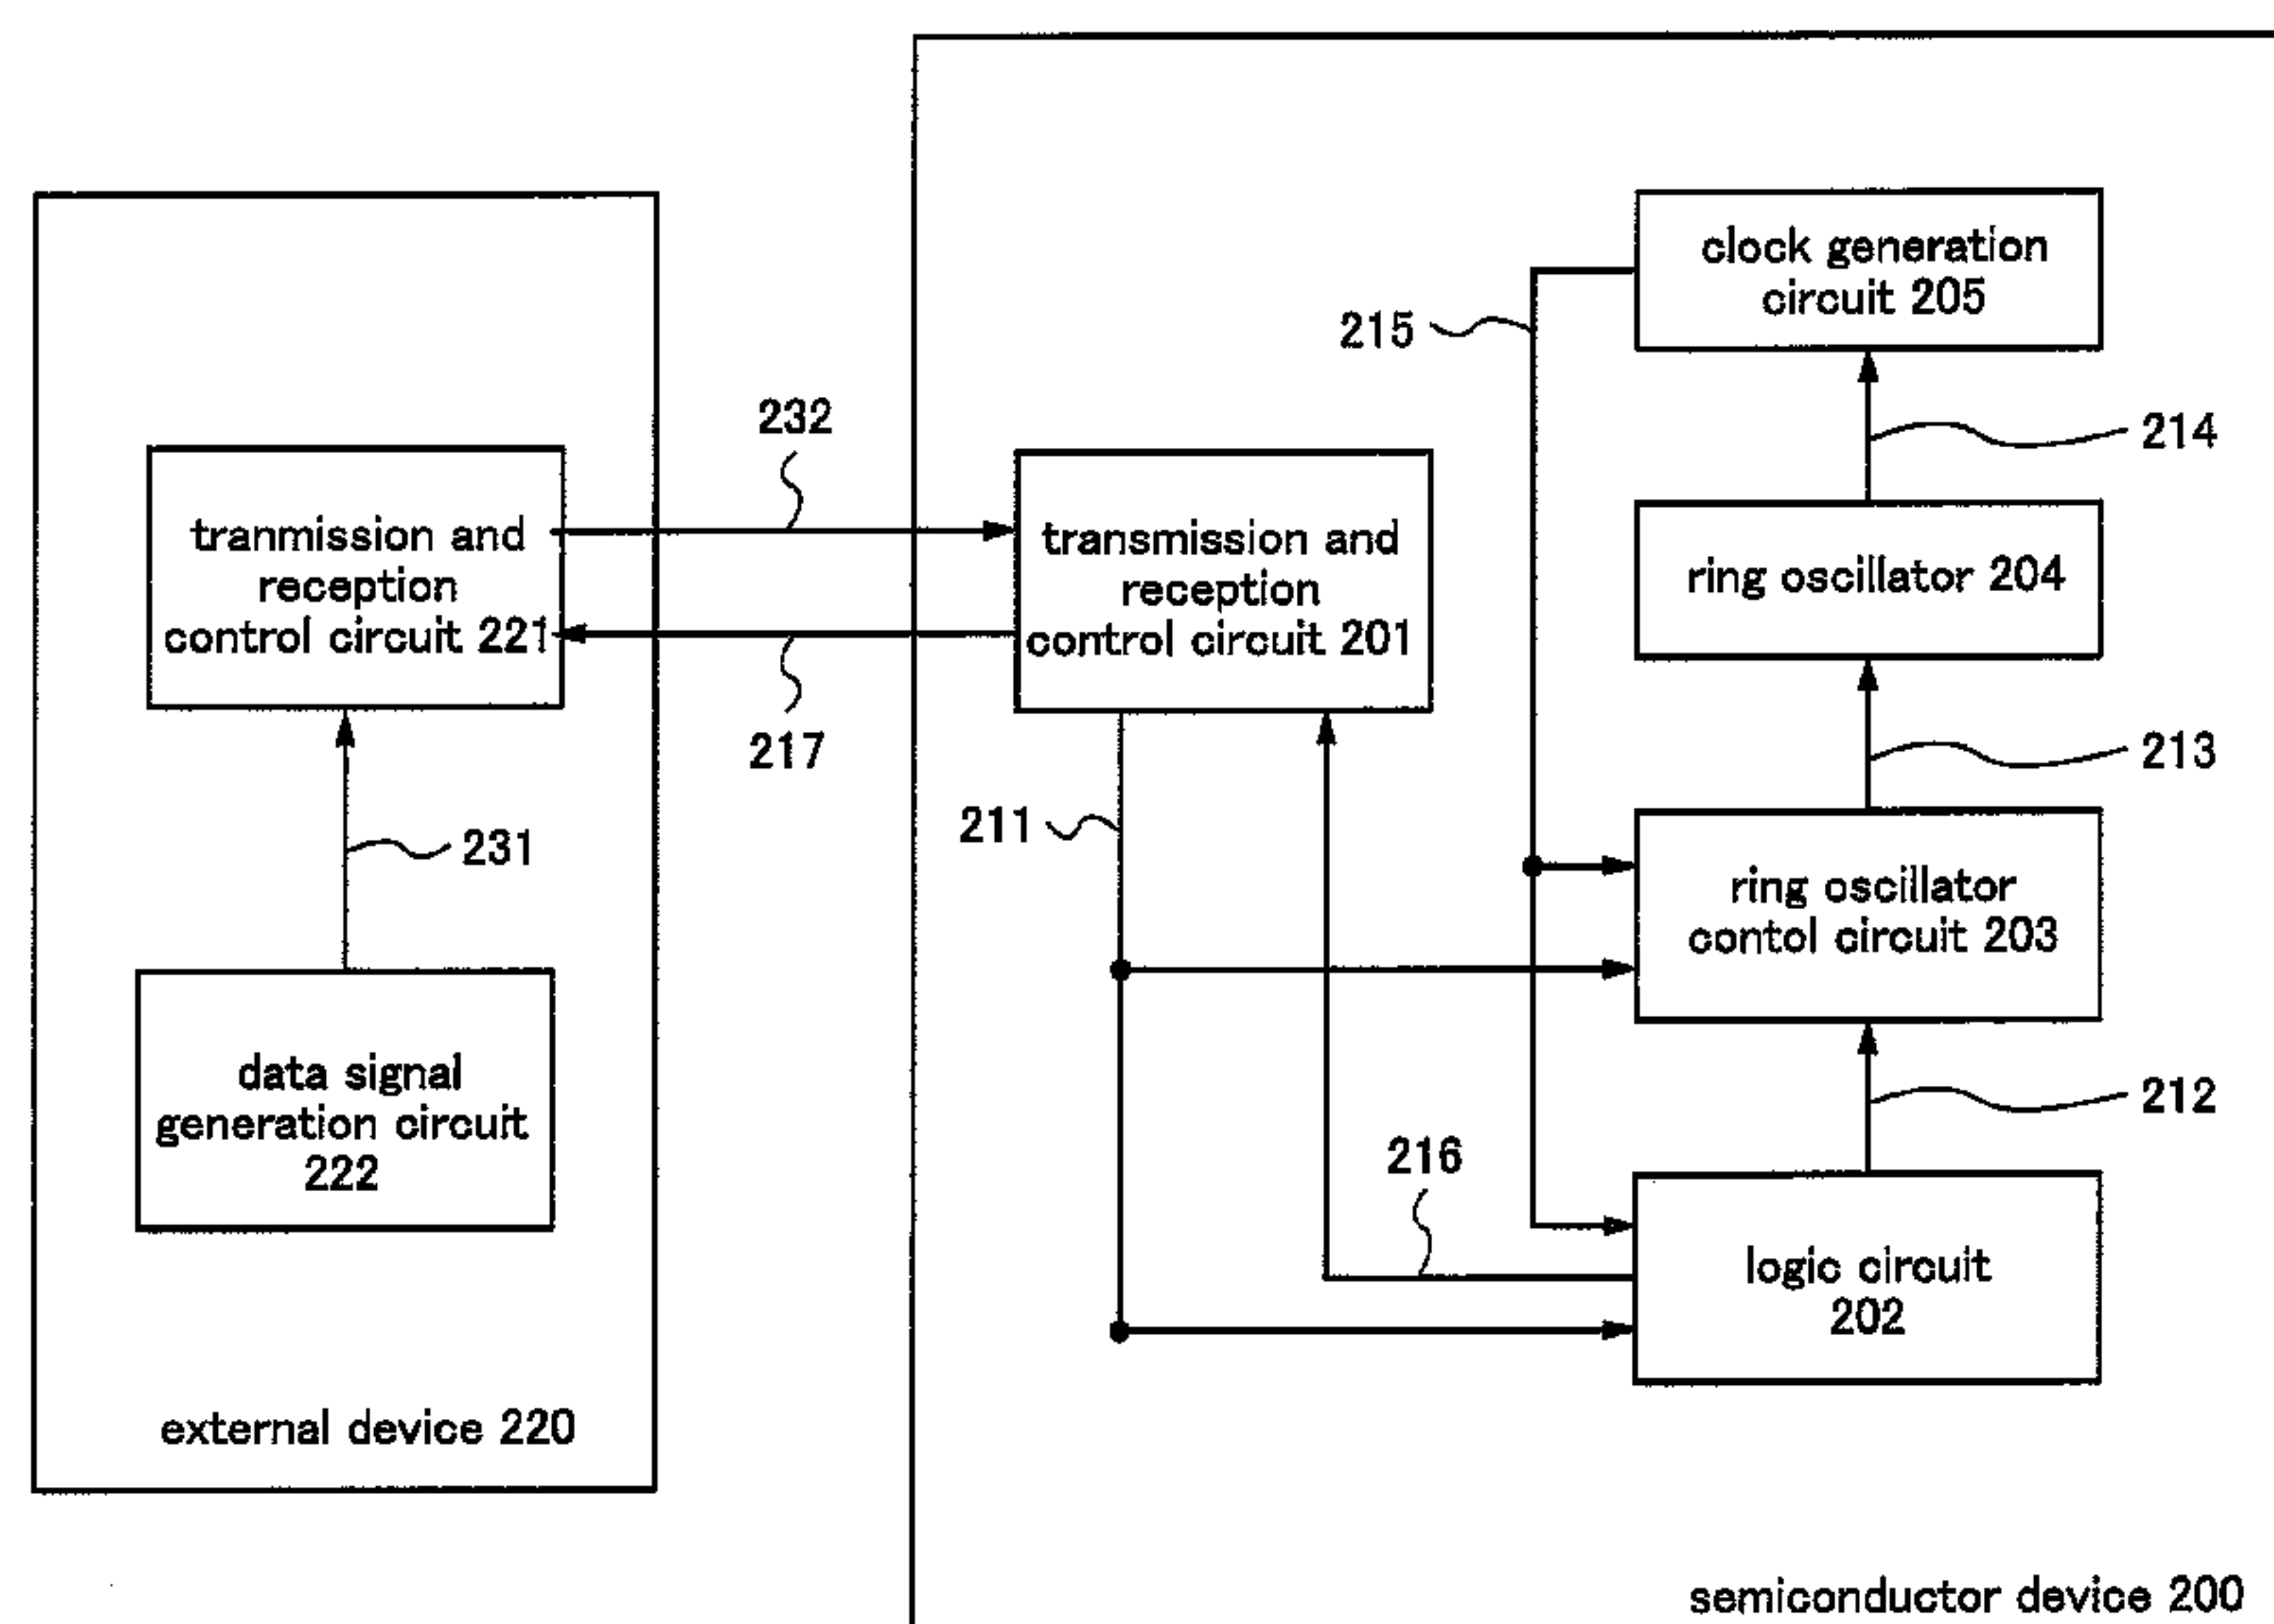 clock generation
circuit 205
215
232
214
tranmission and
reception
control circuit 221
transmission and
reception
control circuit 201
ring oscillator 204
217
213
211
231
ring oscillator
contol circuit 203
data signal
generation circuit
222
212
216
logic circuit
202
external device 220
semiconductor device 200